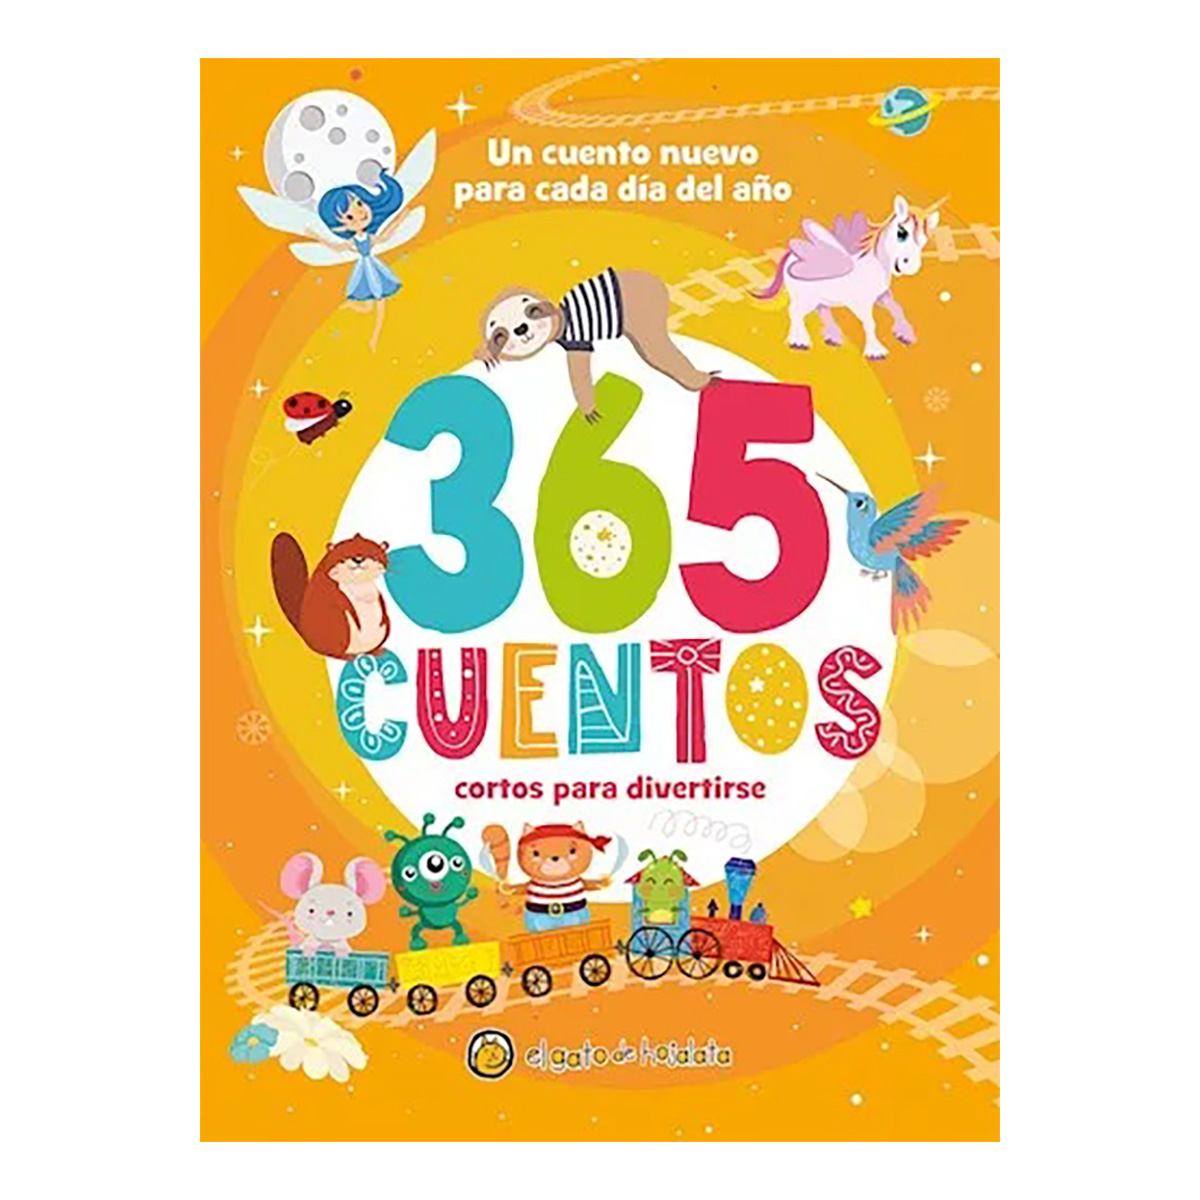 Un cuento nuevo
para cada día del año
365
CUENTOS
cortos para divertirse
el gato de hojalata